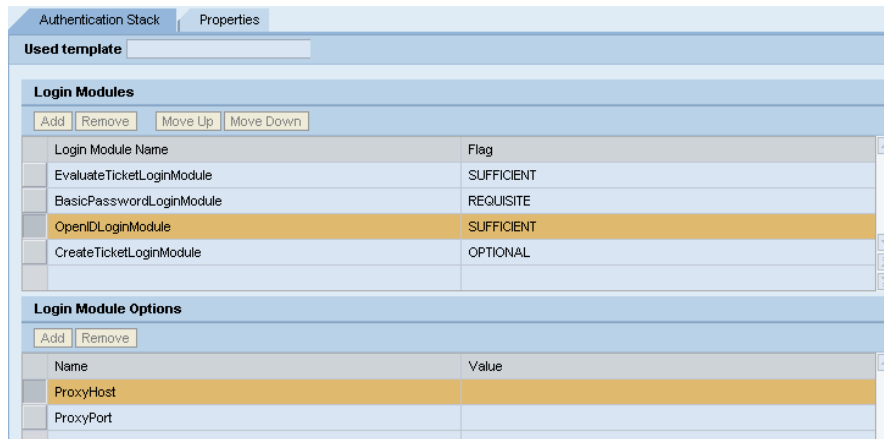 Authentication Stack Properties
Used template
Login Modules
Add Remove Move Up Move Down
Login Module Name Flag
EvaluateTicketLoginModule SUFFICIENT
BasicPasswordLoginModule REQUISITE
OpenIDLoginModule SUFFICIENT
CreateTicketLoginModule OPTIONAL
Login Module Options
Add Remove
Name Value
ProxyHost
ProxyPort